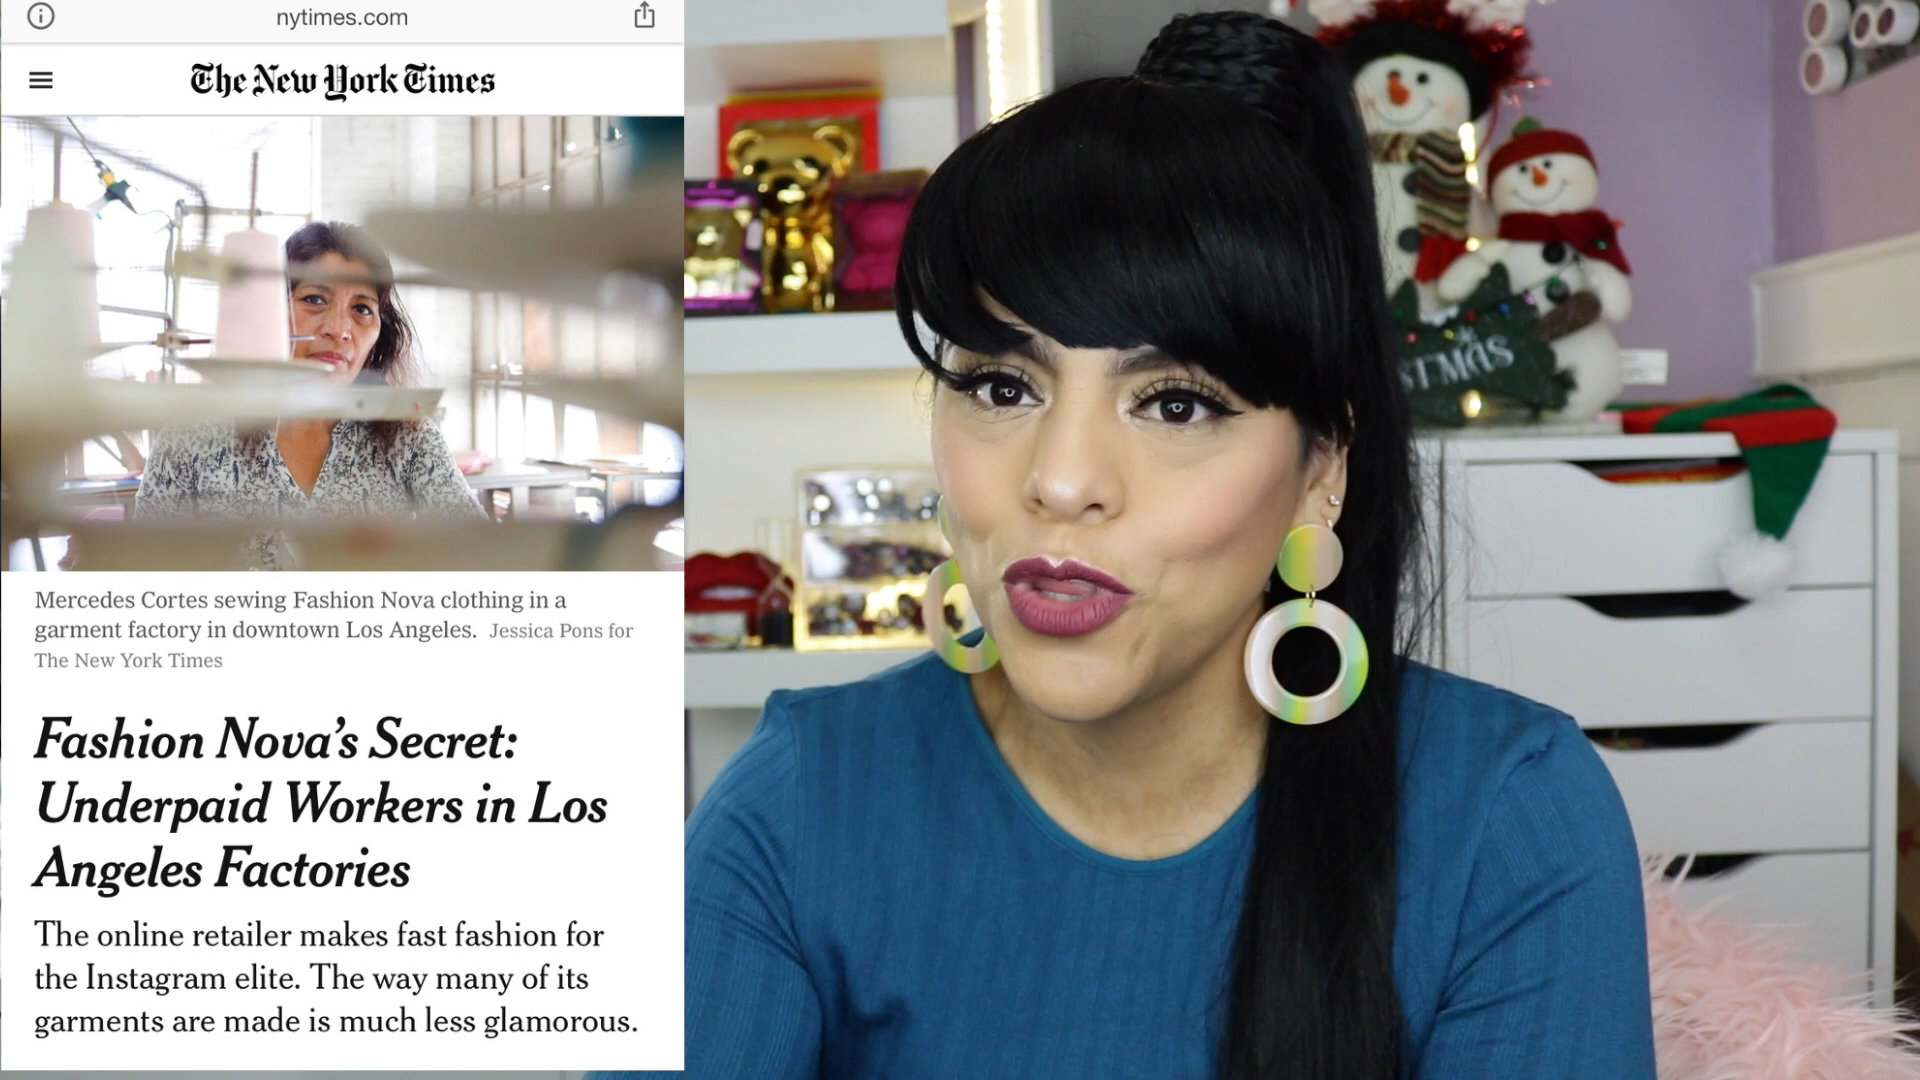 nytimes.com
The New York Times
Mercedes Cortes sewing Fashion Nova clothing in a
garment factory in downtown Los Angeles. Jessica Pons for
The New York Times
Fashion Nova’s Secret:
Underpaid Workers in Los
Angeles Factories
The online retailer makes fast fashion for
the Instagram elite. The way many of its
garments are made is much less glamorous.